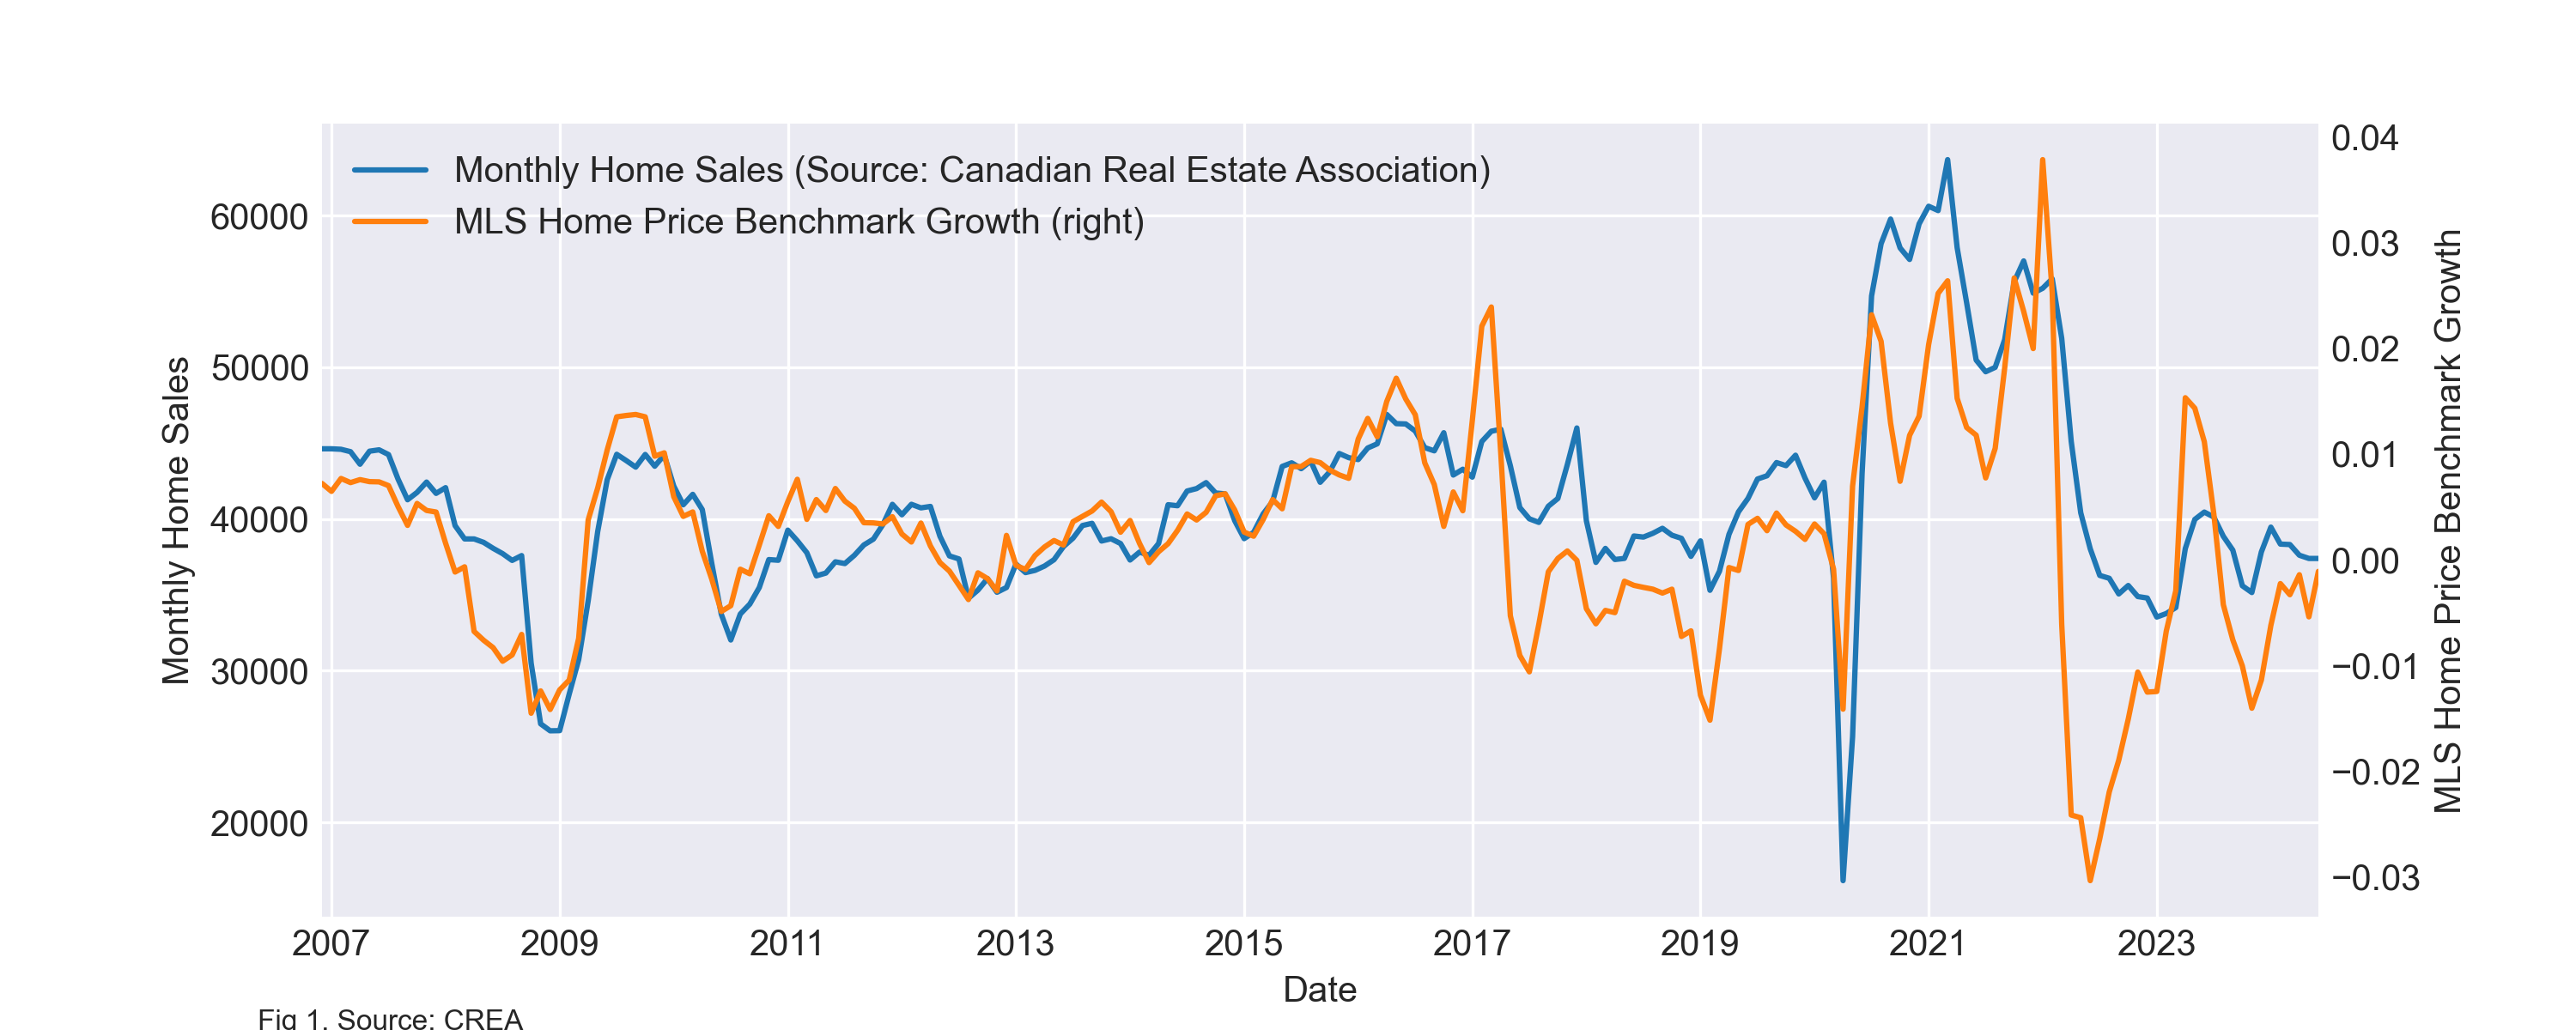 Monthly Home Sales (Source: Canadian Real Estate Association)
MLS Home Price Benchmark Growth (right)
Monthly Home Sales
60000
50000
40000
30000
20000
0.04
0.03
0.02
0.01
0.00
−0.01
−0.02
−0.03
MLS Home Price Benchmark Growth
2007 2009 2011 2013 2015 2017 2019 2021 2023
Date
Fig 1. Source: CREA